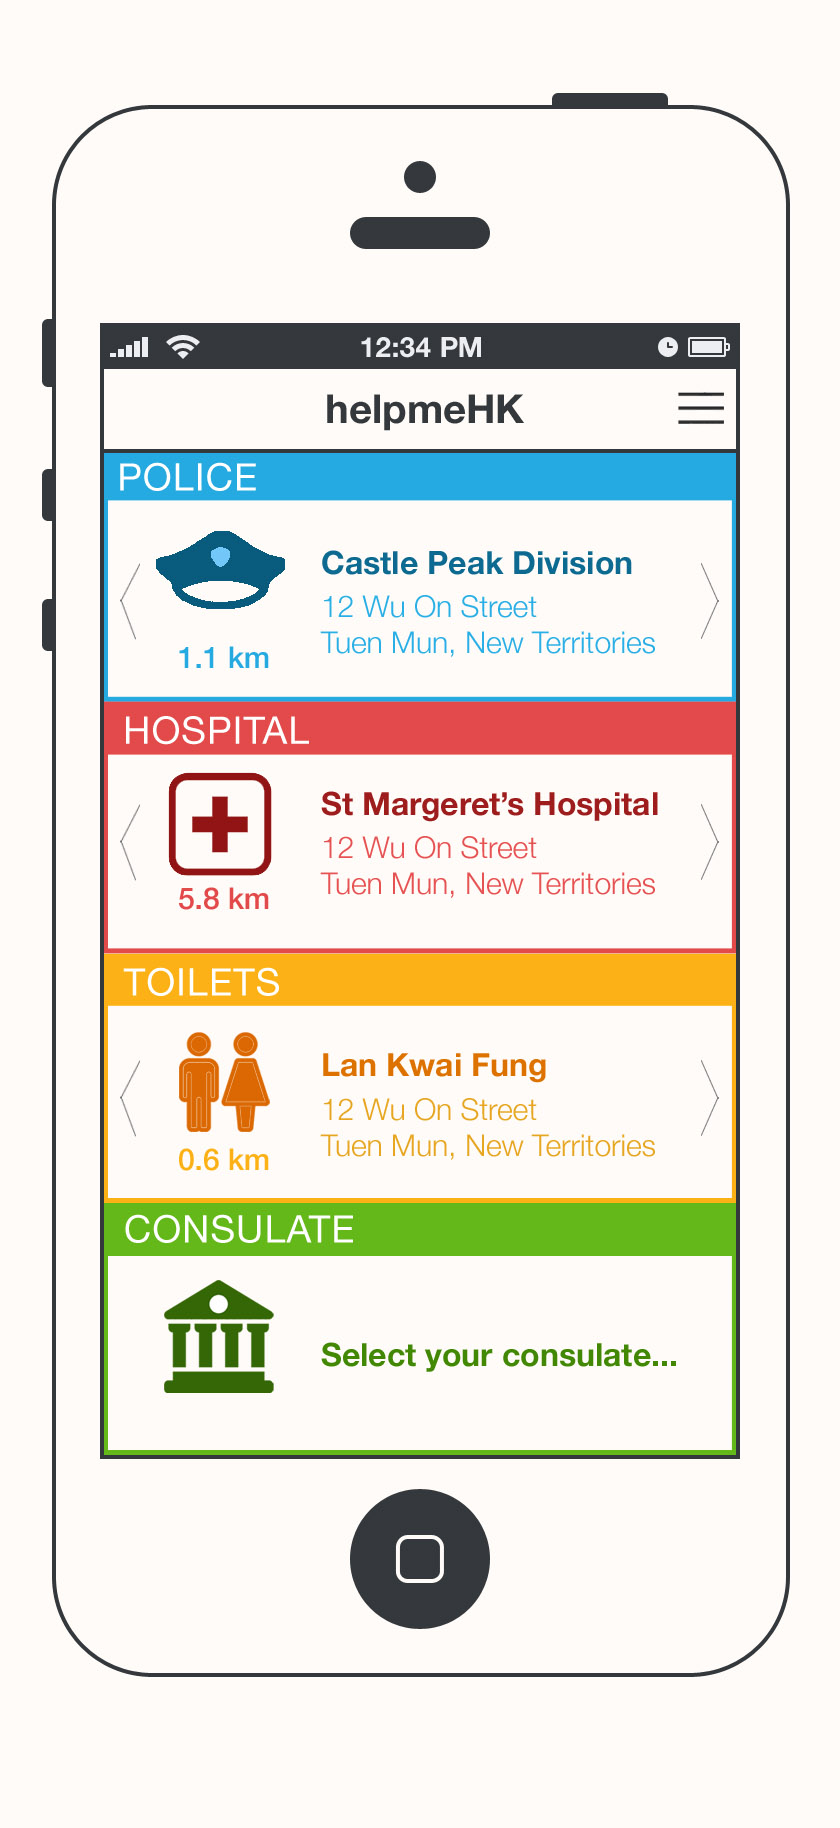 12:34 PM
helpmeHK
POLICE
Castle Peak Division
12 Wu On Street
Tuen Mun, New Territories
1.1 km
HOSPITAL
St Margeret’s Hospital
12 Wu On Street
Tuen Mun, New Territories
5.8 km
TOILETS
Lan Kwai Fung
12 Wu On Street
Tuen Mun, New Territories
0.6 km
CONSULATE
Select your consulate...